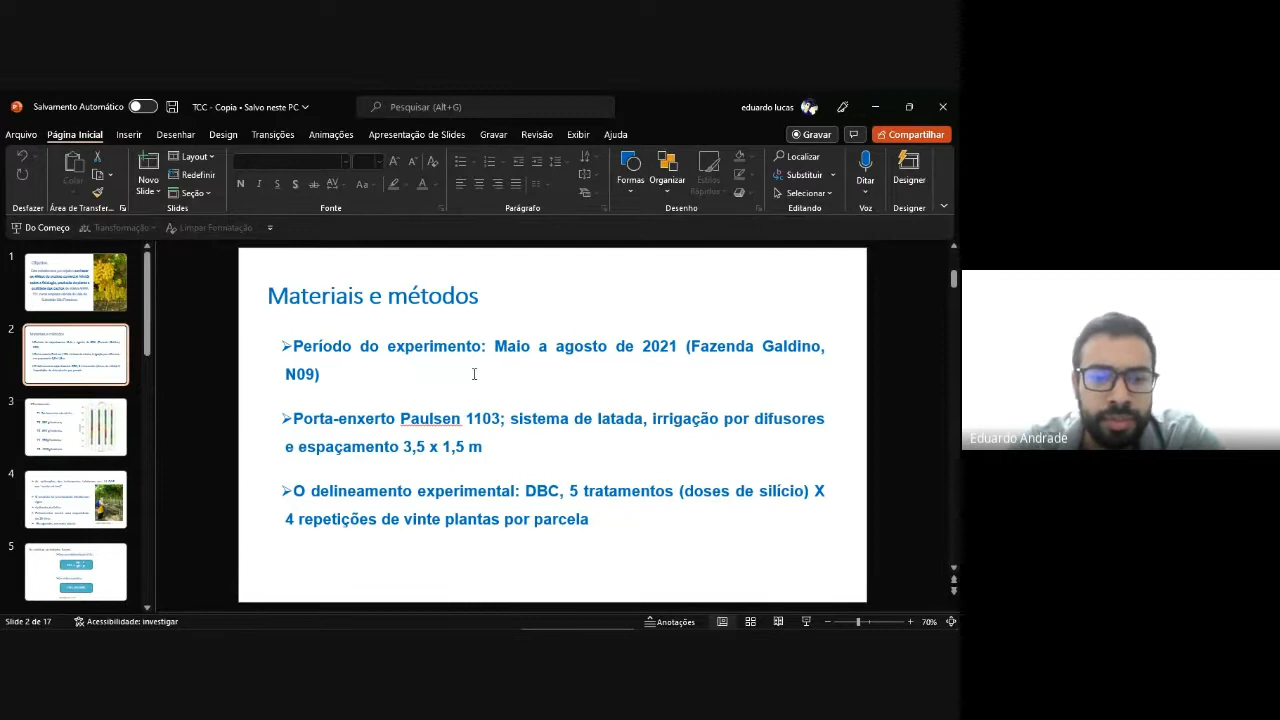 Salvamento Automático
TCC - Copia • Salvo neste PC
Pesquisar (Alt+G)
eduardo lucas
Arquivo Página Inicial Inserir Desenhar Design Transições Animações Apresentação de Slides Gravar Revisão Exibir Ajuda
Gravar
Compartilhar
Colar
Novo Slide
Layout
Redefinir
Seção
Formas
Organizar
Estilos Rápidos
Localizar
Substituir
Selecionar
Ditar
Designer
Desfazer
Área de Transfer...
Slides
Fonte
Parágrafo
Desenho
Editando
Voz
Designer
Do Começo
Transformação
Limpar Formatação
1
2
3
4
5
Materiais e métodos
➢Período do experimento: Maio a agosto de 2021 (Fazenda Galdino,
N09)
➢Porta-enxerto Paulsen 1103; sistema de latada, irrigação por difusores
e espaçamento 3,5 x 1,5 m
➢O delineamento experimental: DBC, 5 tratamentos (doses de silício) X
4 repetições de vinte plantas por parcela
Eduardo Andrade
Slide 2 de 17
Acessibilidade: investigar
Anotações
70%